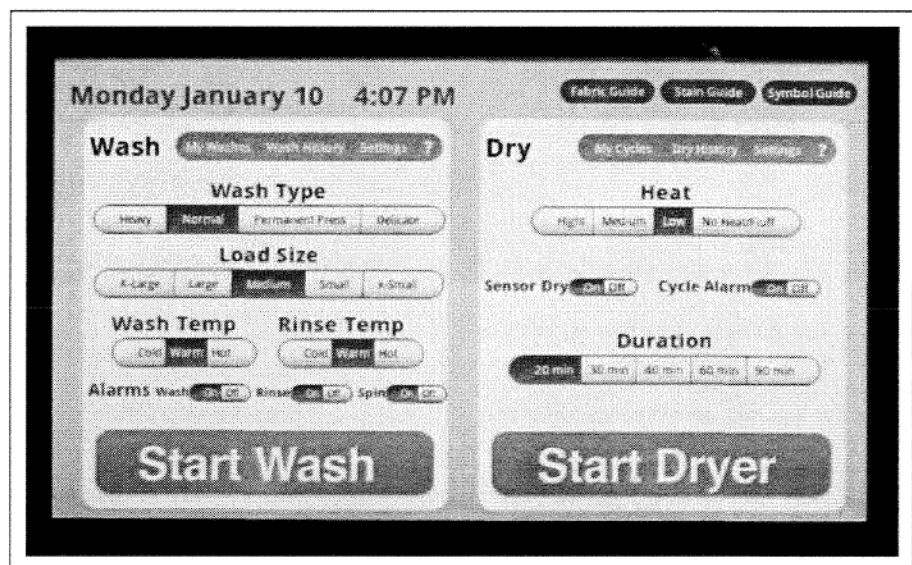 Monday January 10 4:07 PM
Fabric Guide Stain Guide Symbol Guide
Wash
My Washes Wash History Settings ?
Wash Type
Heavy Normal Permanent Press Delicate
Load Size
X-Large Large Medium Small x-Small
Wash Temp Rinse Temp
Cold Warm Hot Cold Warm Hot
Alarms Wash On Off Rinse On Off Spin On Off
Start Wash
Dry
My Cycles Dry History Settings ?
Heat
High Medium Low No Heat/Fluff
Sensor Dry On Off Cycle Alarm On Off
Duration
20 min 30 min 40 min 60 min 90 min
Start Dryer